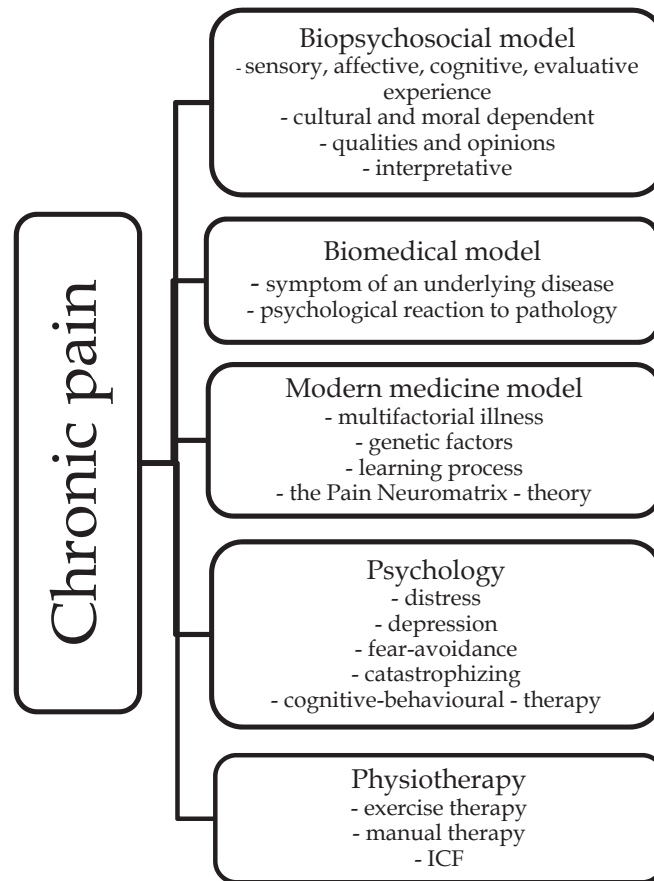 Chronic pain
Biopsychosocial model
- sensory, affective, cognitive, evaluative
experience
- cultural and moral dependent
- qualities and opinions
- interpretative
Biomedical model
- symptom of an underlying disease
- psychological reaction to pathology
Modern medicine model
- multifactorial illness
- genetic factors
- learning process
- the Pain Neuromatrix - theory
Psychology
- distress
- depression
- fear-avoidance
- catastrophizing
- cognitive-behavioural - therapy
Physiotherapy
- exercise therapy
- manual therapy
- ICF